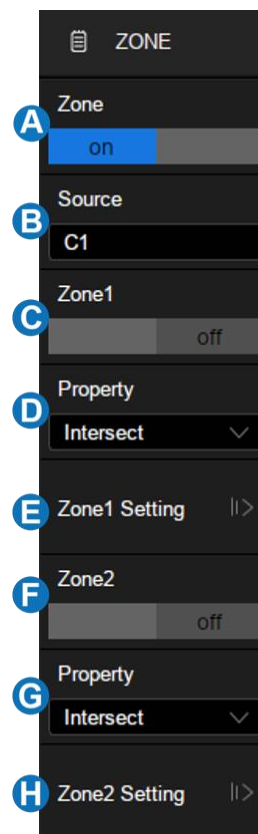 ZONE
A
Zone
on
B
Source
C1
C
Zone1
off
D
Property
Intersect
E
Zone1 Setting
F
Zone2
off
G
Property
Intersect
H
Zone2 Setting